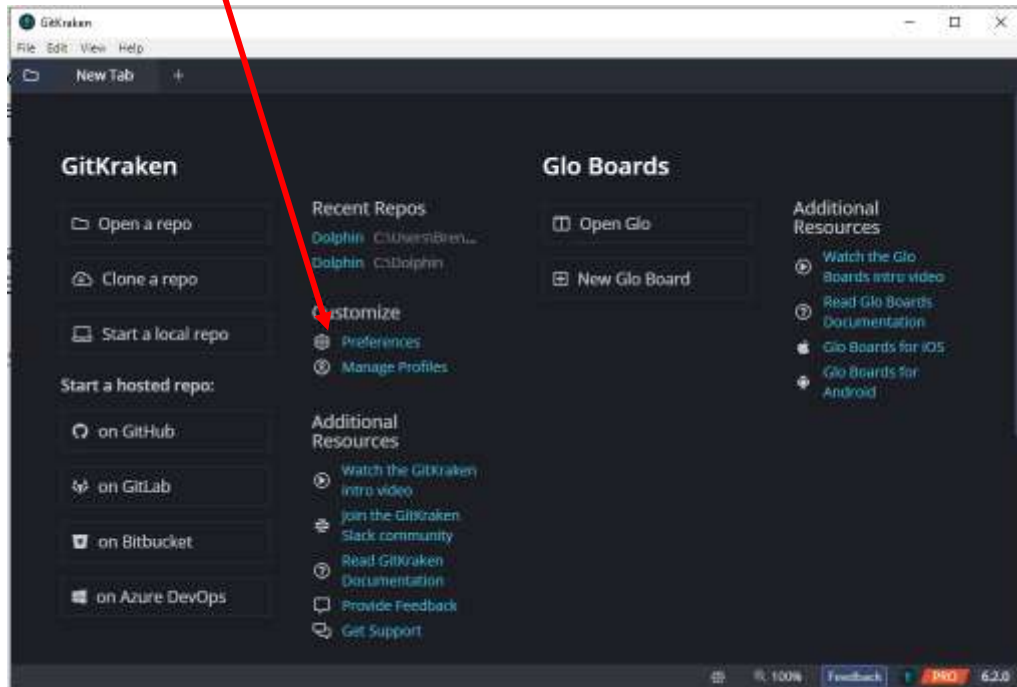 GitKraken
File Edit View Help
New Tab +
GitKraken
Open a repo
Clone a repo
Start a local repo
Start a hosted repo:
on GitHub
on GitLab
on Bitbucket
on Azure DevOps
Recent Repos
Dolphin C:\Users\Bren...
Dolphin C:\Dolphin
Customize
Preferences
Manage Profiles
Additional
Resources
Watch the GitKraken
intro video
Join the GitKraken
Slack community
Read GitKraken
Documentation
Provide Feedback
Get Support
Glo Boards
Open Glo
New Glo Board
Additional
Resources
Watch the Glo
Boards intro video
Read Glo Boards
Documentation
Glo Boards for iOS
Glo Boards for
Android
100% Feedback PRO 6.2.0